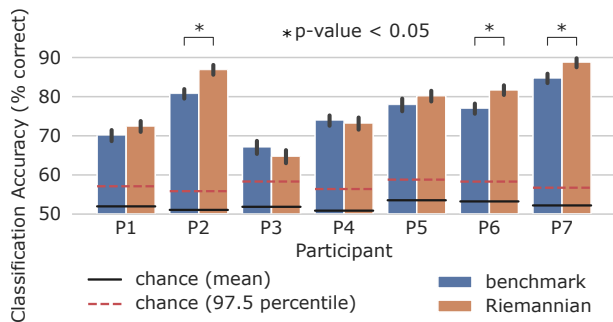 Classification Accuracy (% correct)
*p-value < 0.05
* * *
90
80
70
60
50
P1 P2 P3 P4 P5 P6 P7
Participant
chance (mean)
chance (97.5 percentile)
benchmark
Riemannian